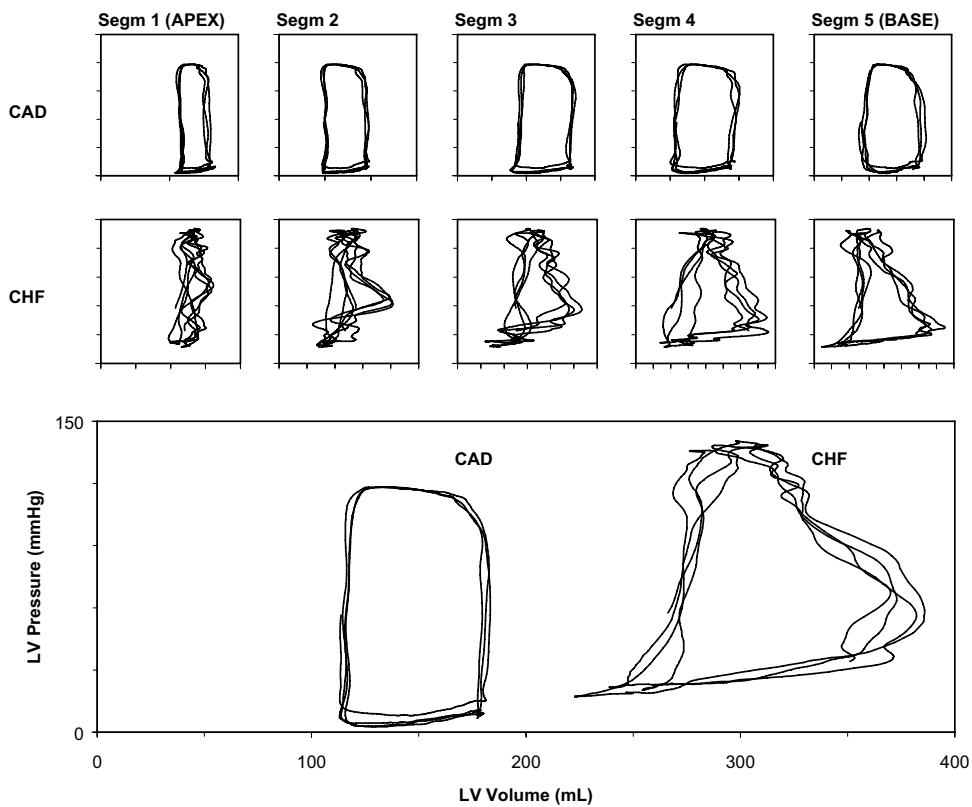 Segm 1 (APEX) Segm 2 Segm 3 Segm 4 Segm 5 (BASE)
CAD
CHF
150
CAD CHF
LV Pressure (mmHg)
0
0 100 200 300 400
LV Volume (mL)